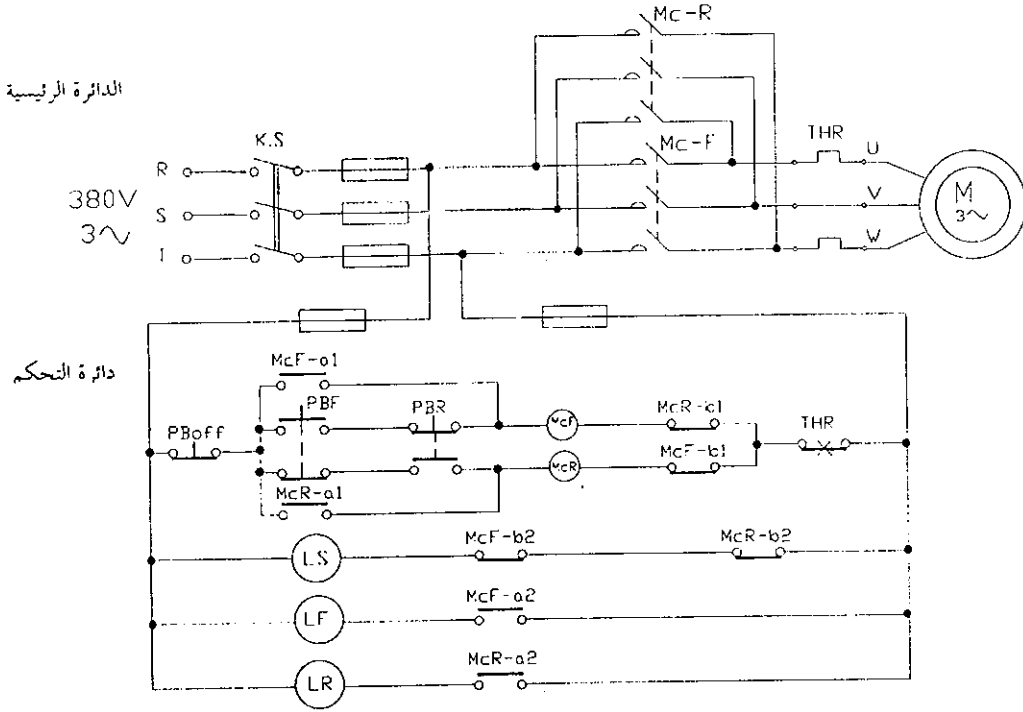 Mc-R
الدائرة الرئيسية
K.S
Mc-F
THR
U
R
380V
S
V
M
3~
3~
I
W
McF-a1
دائرة التحكم
PBF
PBR
McR-b1
PBoff
McF
THR
McR
McF-b1
McR-a1
LS
McF-b2
McR-b2
LF
McF-a2
LR
McR-a2